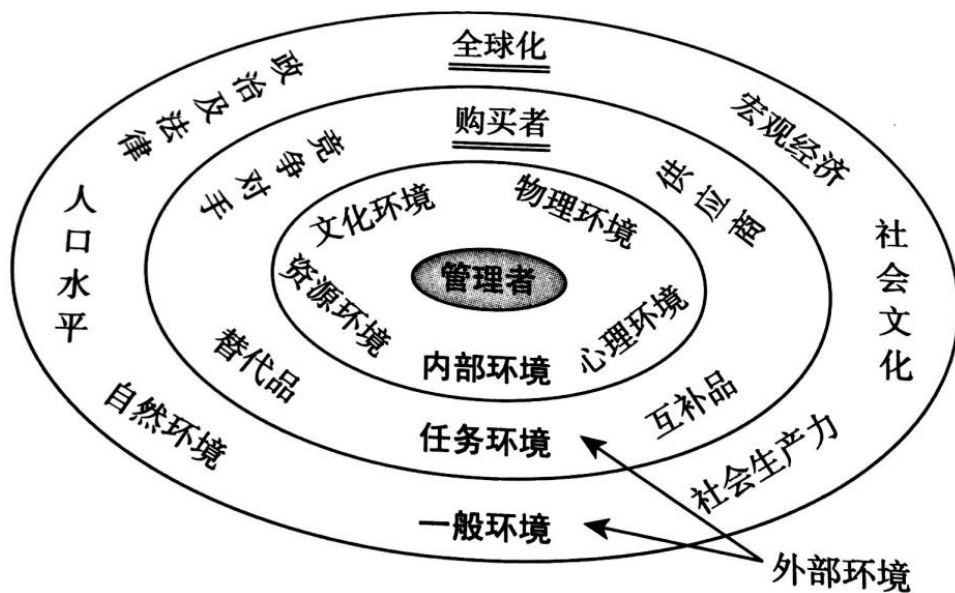 全球化
政治及法律
宏观经济
购买者
竞争对手
供应商
人口水平
文化环境
物理环境
社会文化
管理者
资源环境
心理环境
内部环境
替代品
互补品
自然环境
任务环境
社会生产力
一般环境
外部环境